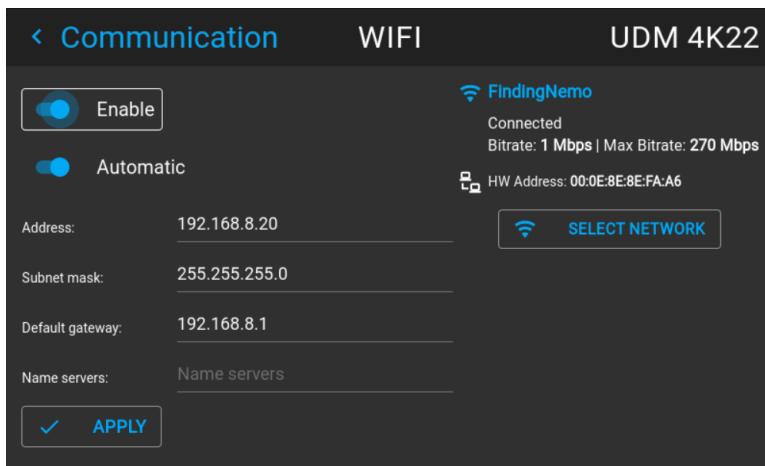 Communication WIFI UDM 4K22
Enable
Automatic
Address: 192.168.8.20
Subnet mask: 255.255.255.0
Default gateway: 192.168.8.1
Name servers: Name servers
APPLY
FindingNemo
Connected
Bitrate: 1 Mbps | Max Bitrate: 270 Mbps
HW Address: 00:0E:8E:8E:FA:A6
SELECT NETWORK